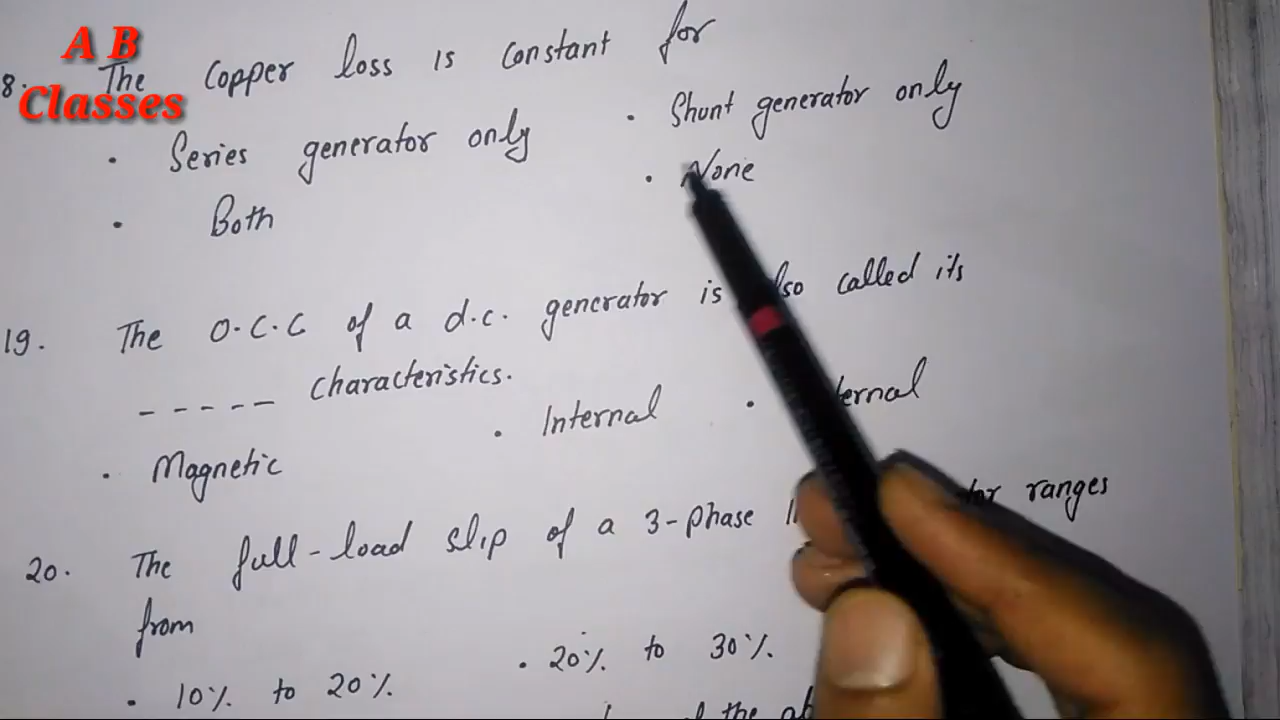 A B
Classes
8. The Copper loss is constant for
• Series generator only • Shunt generator only
• Both • None
19. The O.C.C of a d.c. generator is also called its
----- characteristics.
• Magnetic • Internal •
20. The full-load slip of a 3-phase ranges
from
• 10% to 20% • 20% to 30%
the